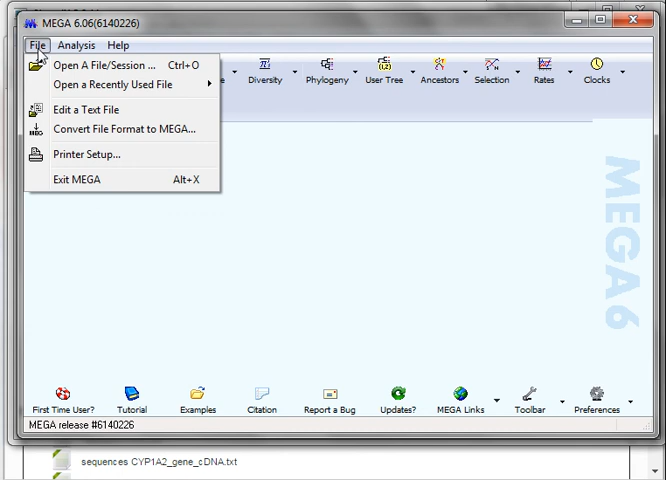 MEGA 6.06(6140226)
File Analysis Help
Open A File/Session ... Ctrl+O
Open a Recently Used File
Edit a Text File
Convert File Format to MEGA...
Printer Setup...
Exit MEGA Alt+X
Diversity Phylogeny User Tree Ancestors Selection Rates Clocks
MEGA6
First Time User? Tutorial Examples Citation Report a Bug Updates? MEGA Links Toolbar Preferences
MEGA release #6140226
sequences CYP1A2_gene_cDNA.txt